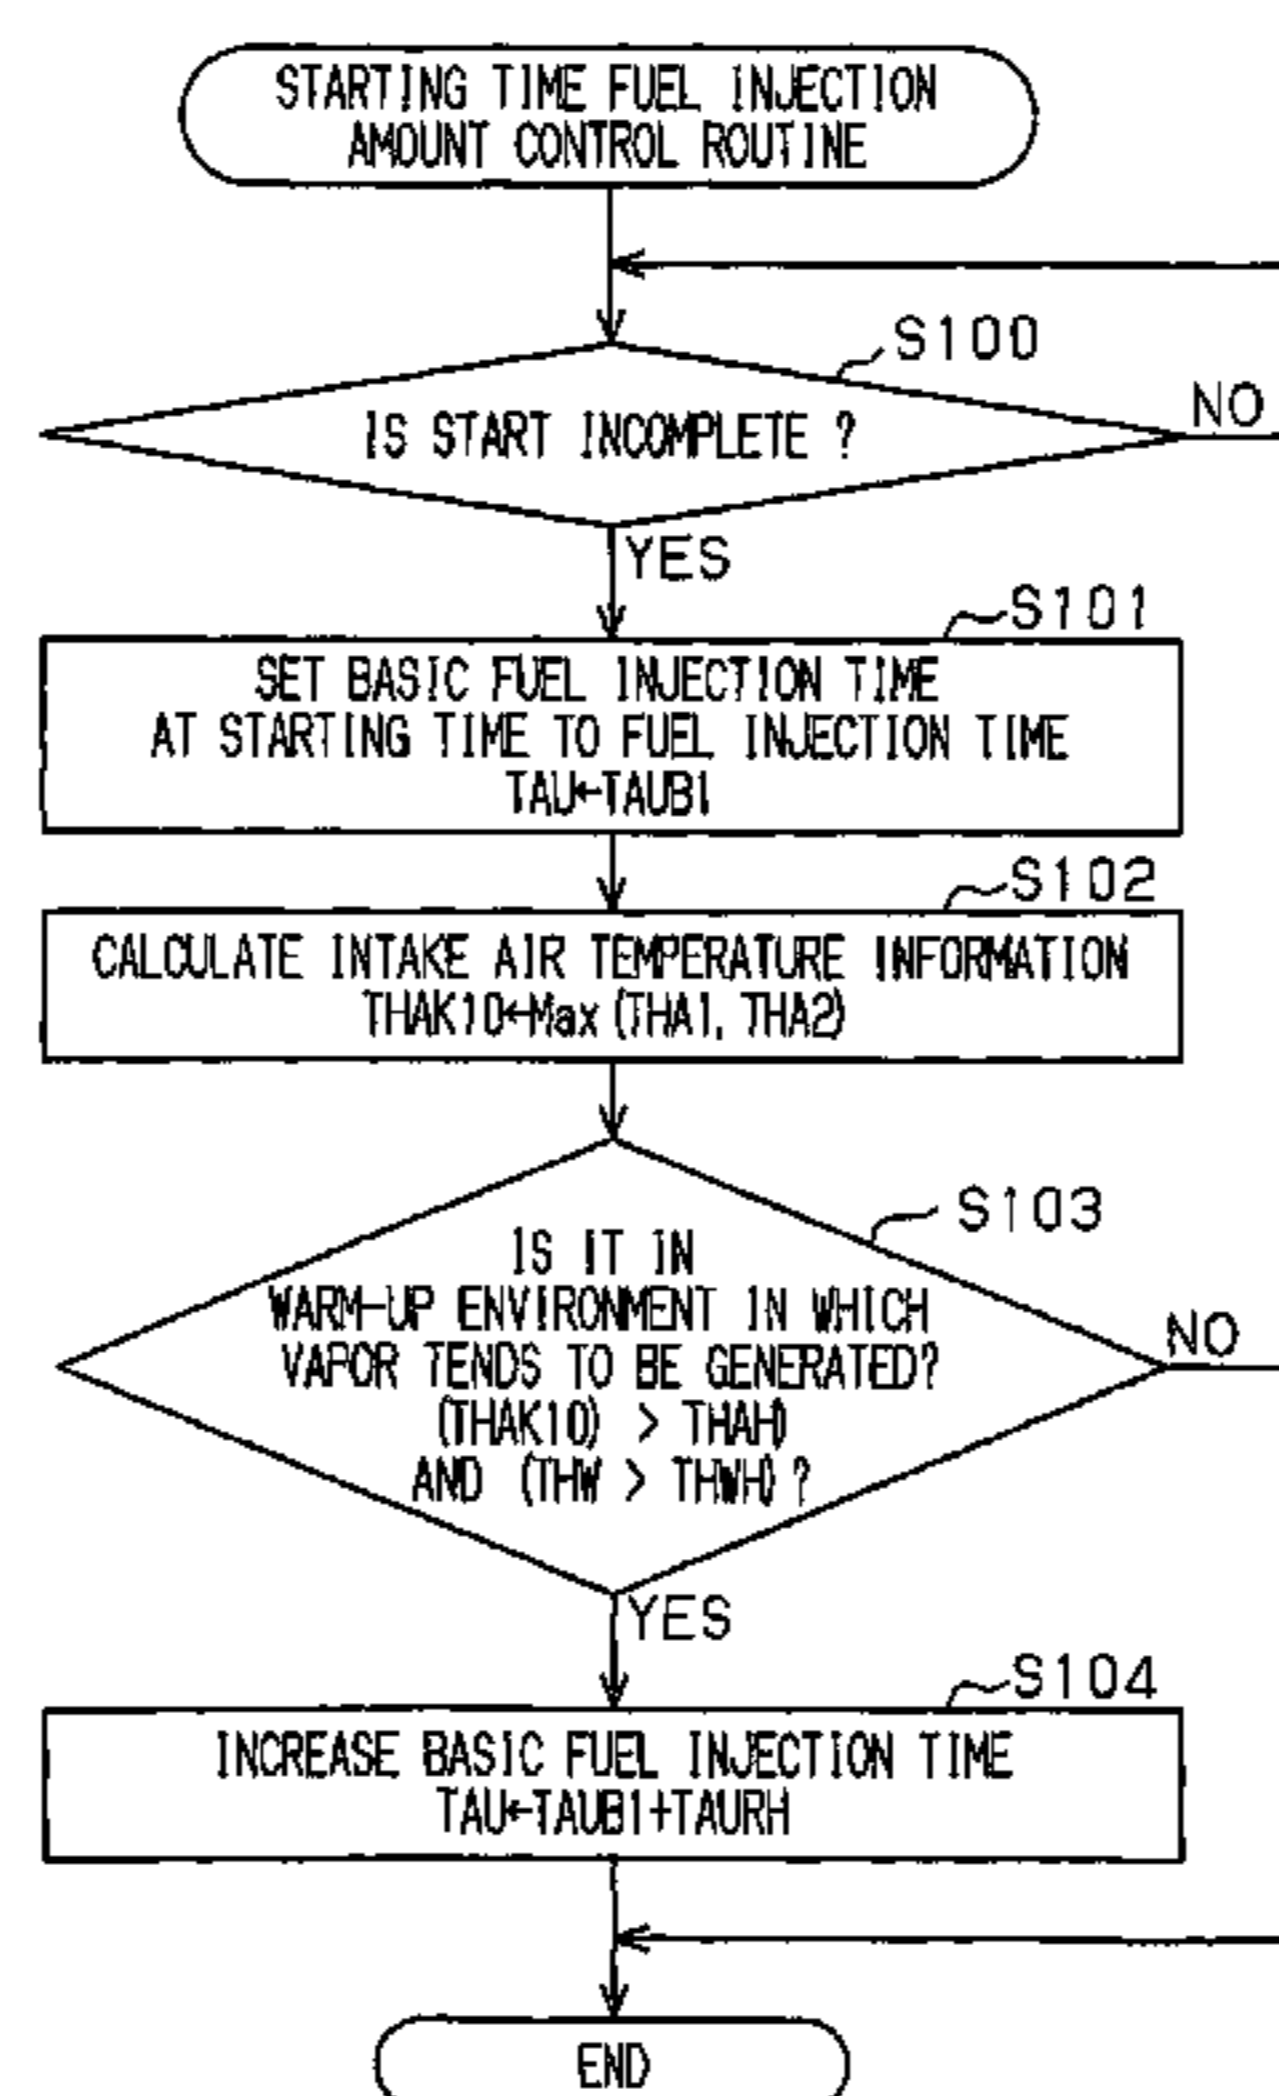 STARTING TIME FUEL INJECTION
AMOUNT CONTROL ROUTINE
S100
IS START INCOMPLETE ?
NO
YES
S101
SET BASIC FUEL INJECTION TIME
AT STARTING TIME TO FUEL INJECTION TIME
TAU←TAUB1
S102
CALCULATE INTAKE AIR TEMPERATURE INFORMATION
THAK10←Max (THA1, THA2)
S103
IS IT IN
WARM-UP ENVIRONMENT IN WHICH
VAPOR TENDS TO BE GENERATED?
(THAK10) > THAH)
AND (THW > THWH) ?
NO
YES
S104
INCREASE BASIC FUEL INJECTION TIME
TAU←TAUB1+TAURH
END